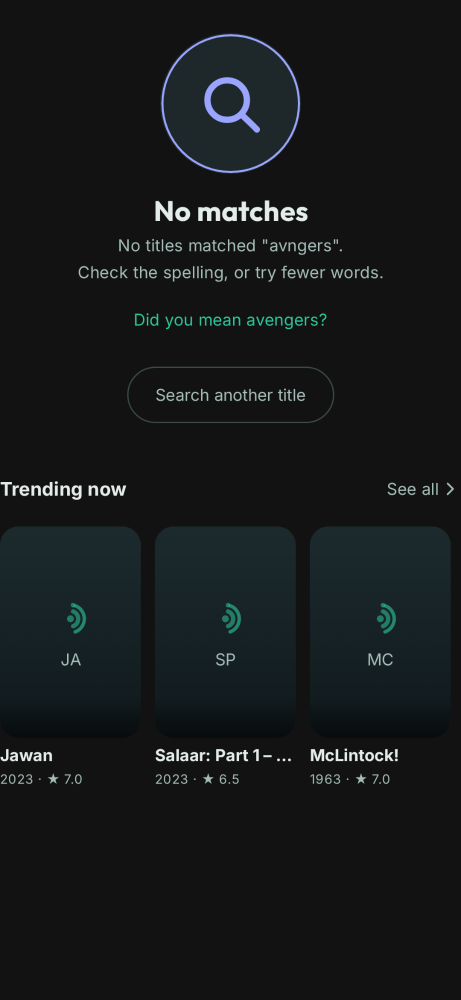 No matches
No titles matched "avngers".
Check the spelling, or try fewer words.
Did you mean avengers?
Search another title
Trending now
See all
JA
SP
MC
Jawan
Salaar: Part 1 – ...
McLintock!
2023 · ★ 7.0
2023 · ★ 6.5
1963 · ★ 7.0